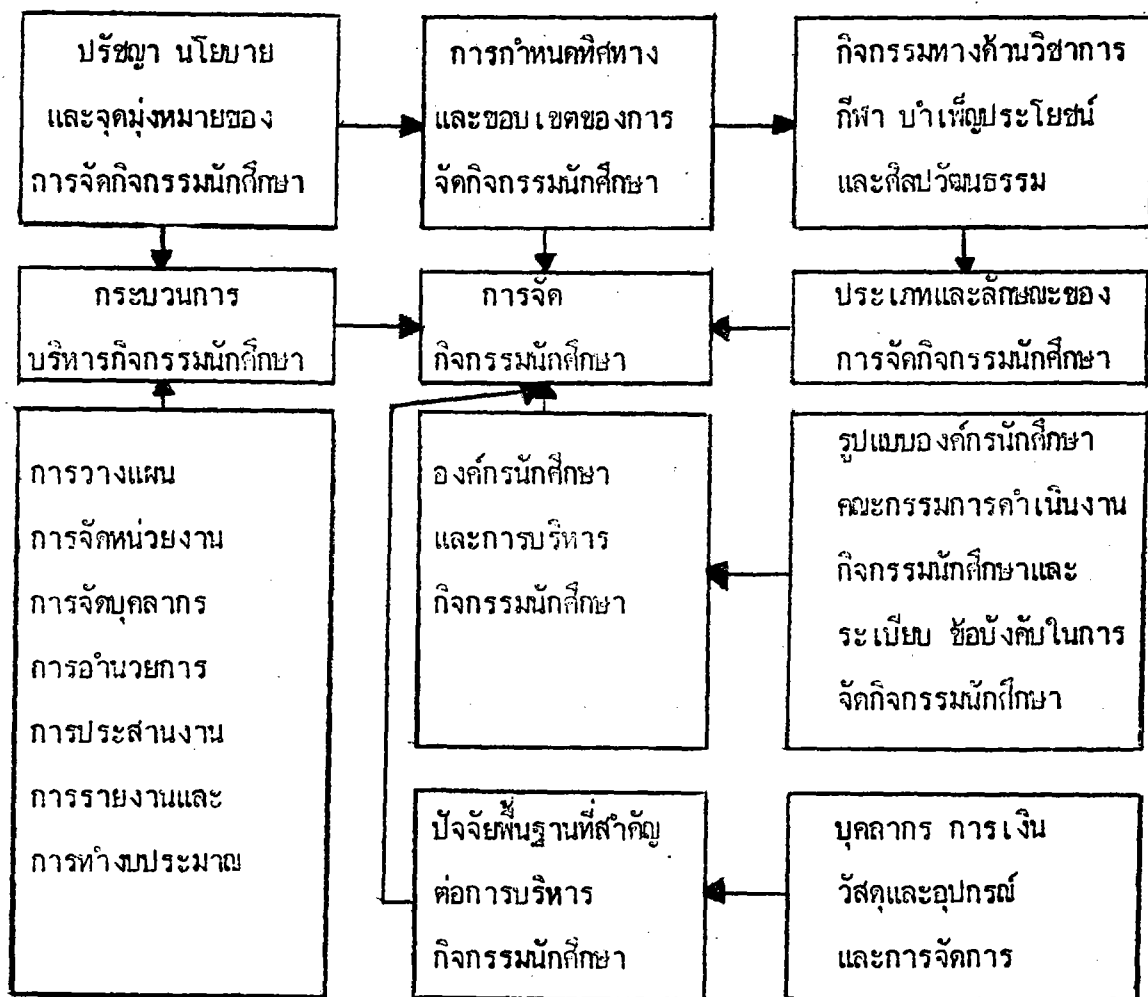 ปรัชญา นโยบาย
และจุดมุ่งหมายของ
การจัดกิจกรรมนักศึกษา
การกำหนดทิศทาง
และขอบเขตของการ
จัดกิจกรรมนักศึกษา
กิจกรรมทางด้านวิชาการ
กีฬา บำเพ็ญประโยชน์
และศิลปวัฒนธรรม
กระบวนการ
บริหารกิจกรรมนักศึกษา
การจัด
กิจกรรมนักศึกษา
ประเภทและลักษณะของ
การจัดกิจกรรมนักศึกษา
การวางแผน
การจัดหน่วยงาน
การจัดบุคลากร
การอำนวยการ
การประสานงาน
การรายงานและ
การทำงบประมาณ
องค์กรนักศึกษา
และการบริหาร
กิจกรรมนักศึกษา
รูปแบบองค์กรนักศึกษา
คณะกรรมการดำเนินงาน
กิจกรรมนักศึกษาและ
ระเบียบ ข้อบังคับในการ
จัดกิจกรรมนักศึกษา
ปัจจัยพื้นฐานที่สำคัญ
ต่อการบริหาร
กิจกรรมนักศึกษา
บุคลากร การเงิน
วัสดุและอุปกรณ์
และการจัดการ